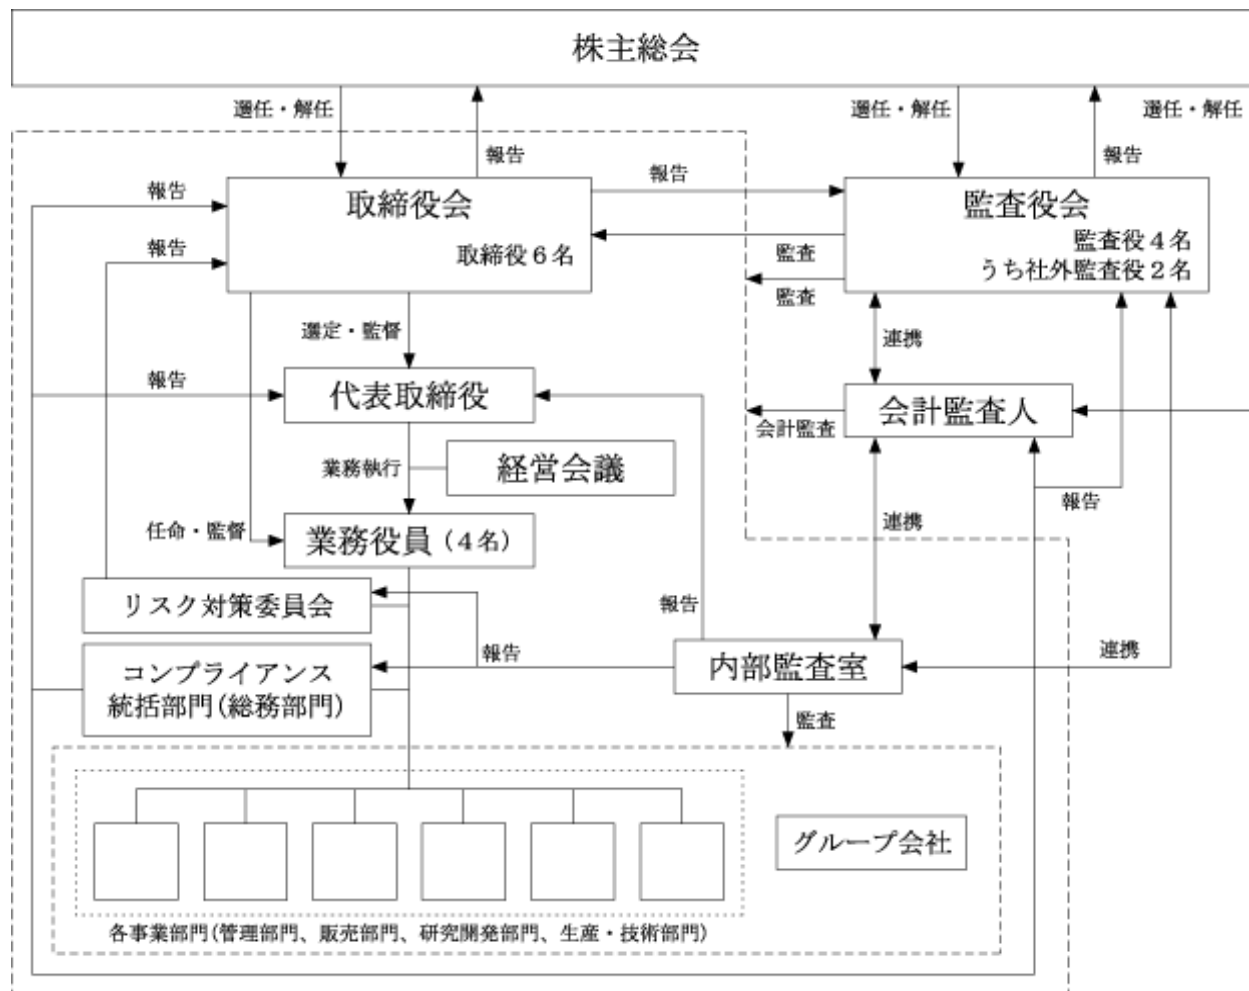 株主総会
選任・解任
報告
選任・解任
報告
選任・解任
報告
取締役会
取締役6名
報告
報告
監査
監査
監査役会
監査役4名
うち社外監査役2名
選定・監督
連携
報告
代表取締役
会計監査
会計監査人
業務執行
経営会議
任命・監督
業務役員(4名)
連携
報告
リスク対策委員会
報告
報告
コンプライアンス
統括部門(総務部門)
内部監査室
連携
監査
グループ会社
各事業部門(管理部門、販売部門、研究開発部門、生産・技術部門)